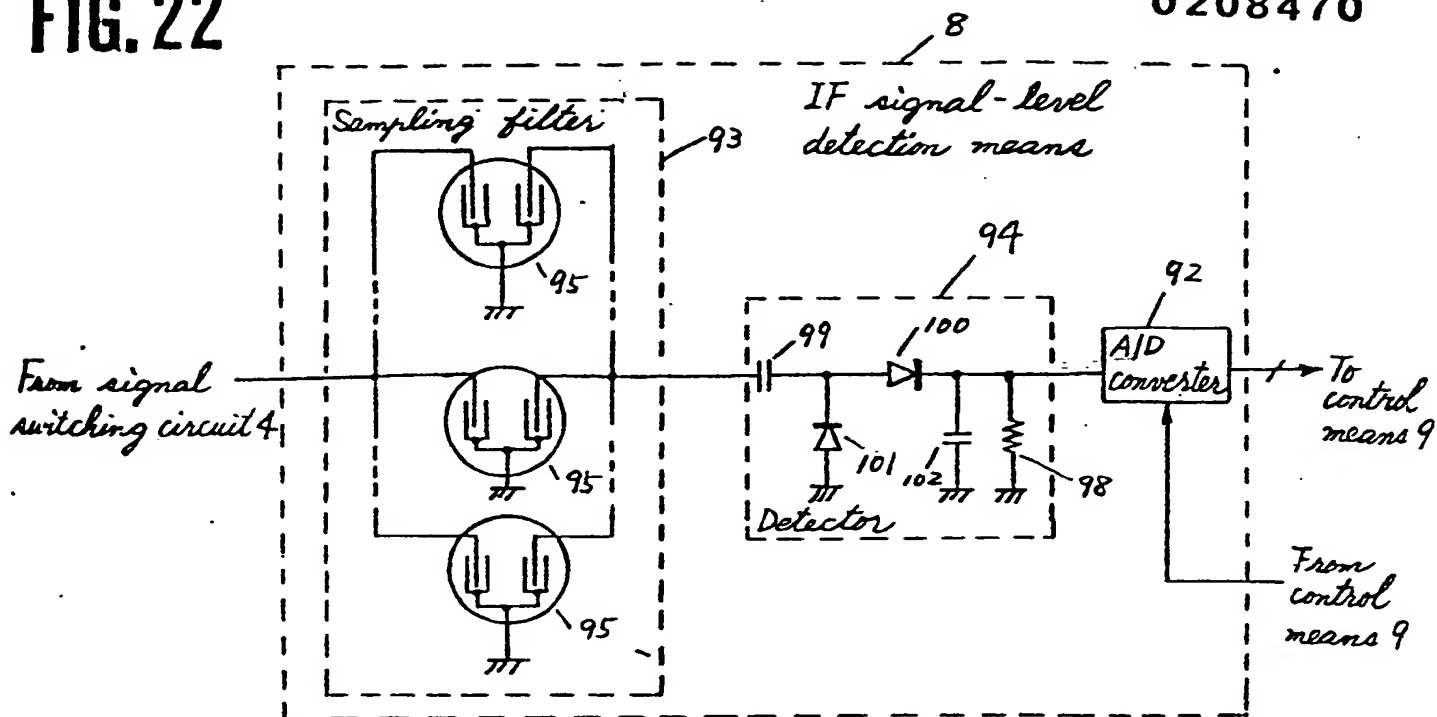 FIG. 22
0208470
8
IF signal-level
detection means
Sampling filter
93
95
94
92
99
100
A/D
converter
From signal
switching circuit 4
To
control
means 9
95
101
102
98
Detector
95
From
control
means 9